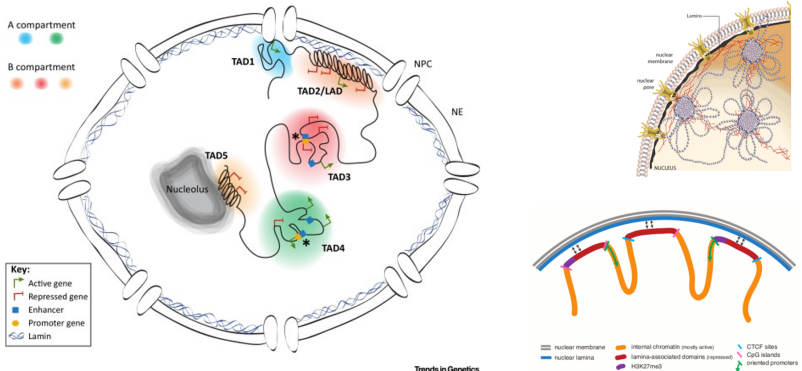 A compartment
B compartment
TAD1
TAD2/LAD
NPC
NE
*
TAD3
TAD5
Nucleolus
TAD4
*
Key:
Active gene
Repressed gene
Enhancer
Promoter gene
Lamin
Trends in Genetics
Lamins
nuclear
membrane
nuclear
pore
NUCLEUS
nuclear membrane
nuclear lamina
internal chromatin (mostly active)
lamina-associated domains (repressed)
H3K27me3
CTCF sites
CpG islands
oriented promoters